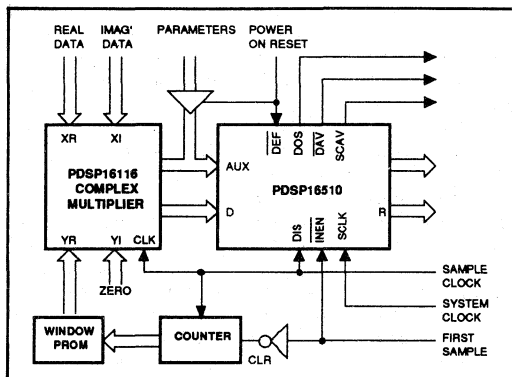 REAL DATA
IMAG' DATA
PARAMETERS
POWER ON RESET
XR
XI
DEF
DOS
DAV
SCAV
PDSP16116
COMPLEX
MULTIPLIER
AUX
PDSP16510
D
R
YR
YI
CLK
DIS
INEN
SCLK
ZERO
SAMPLE CLOCK
SYSTEM CLOCK
WINDOW PROM
COUNTER
CLR
FIRST SAMPLE